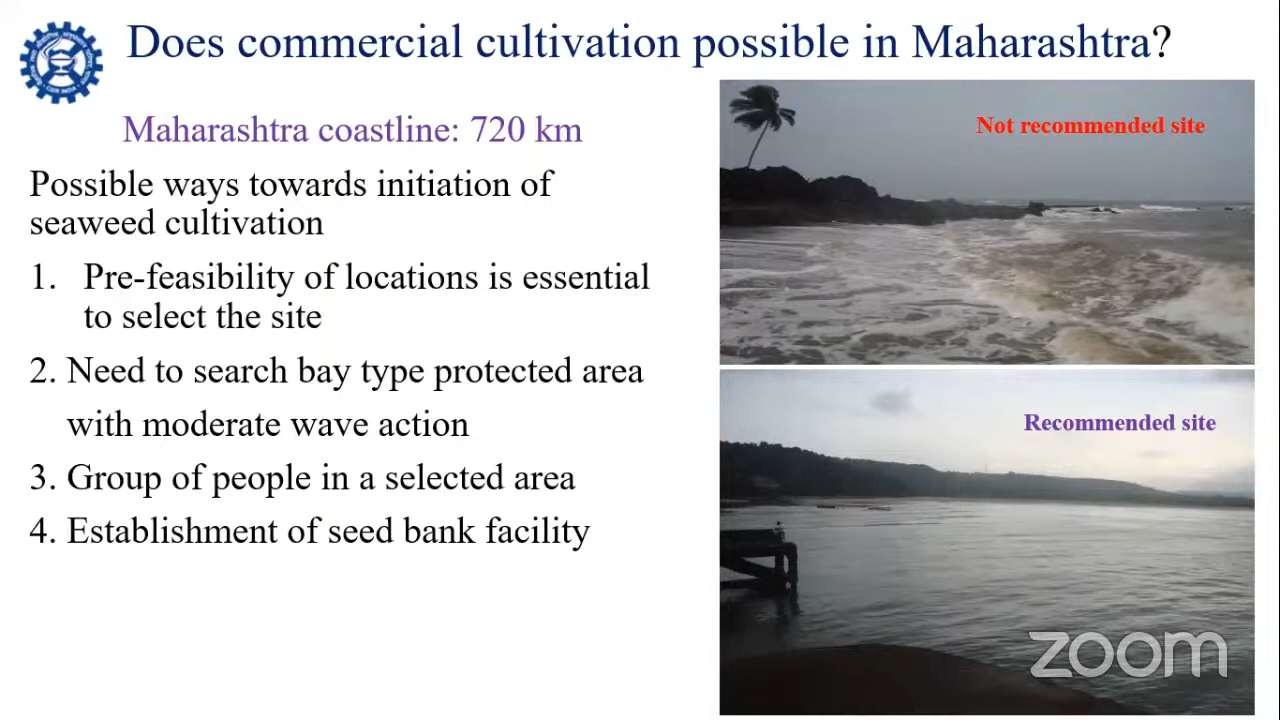 Does commercial cultivation possible in Maharashtra?
Maharashtra coastline: 720 km
Possible ways towards initiation of
seaweed cultivation
1. Pre-feasibility of locations is essential
to select the site
2. Need to search bay type protected area
with moderate wave action
3. Group of people in a selected area
4. Establishment of seed bank facility
Not recommended site
Recommended site
zoom